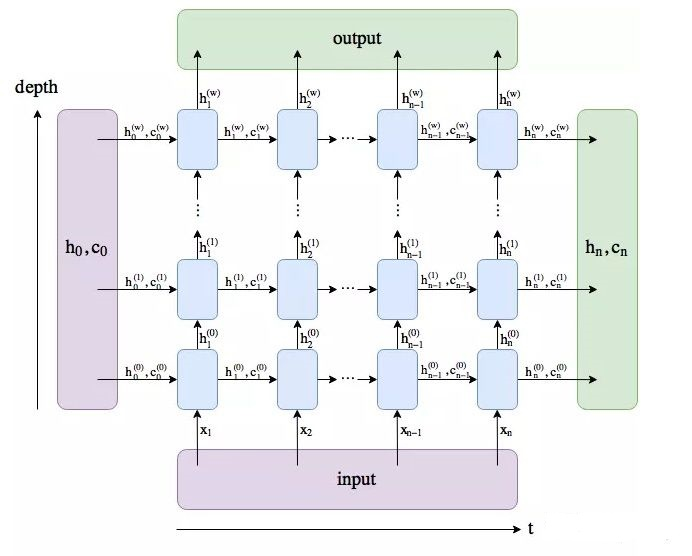 output
depth
h₁⁽ʷ⁾ h₂⁽ʷ⁾ hₙ₋₁⁽ʷ⁾ hₙ⁽ʷ⁾
h₀⁽ʷ⁾,c₀⁽ʷ⁾ h₁⁽ʷ⁾,c₁⁽ʷ⁾ ... hₙ₋₁⁽ʷ⁾,cₙ₋₁⁽ʷ⁾ hₙ⁽ʷ⁾,cₙ⁽ʷ⁾
⋮ ⋮ ⋮ ⋮
h₀,c₀ h₁⁽¹⁾ h₂⁽¹⁾ hₙ₋₁⁽¹⁾ hₙ⁽¹⁾ hₙ,cₙ
h₀⁽¹⁾,c₀⁽¹⁾ h₁⁽¹⁾,c₁⁽¹⁾ ... hₙ₋₁⁽¹⁾,cₙ₋₁⁽¹⁾ hₙ⁽¹⁾,cₙ⁽¹⁾
h₁⁽⁰⁾ h₂⁽⁰⁾ hₙ₋₁⁽⁰⁾ hₙ⁽⁰⁾
h₀⁽⁰⁾,c₀⁽⁰⁾ h₁⁽⁰⁾,c₁⁽⁰⁾ ... hₙ₋₁⁽⁰⁾,cₙ₋₁⁽⁰⁾ hₙ⁽⁰⁾,cₙ⁽⁰⁾
x₁ x₂ xₙ₋₁ xₙ
input
t